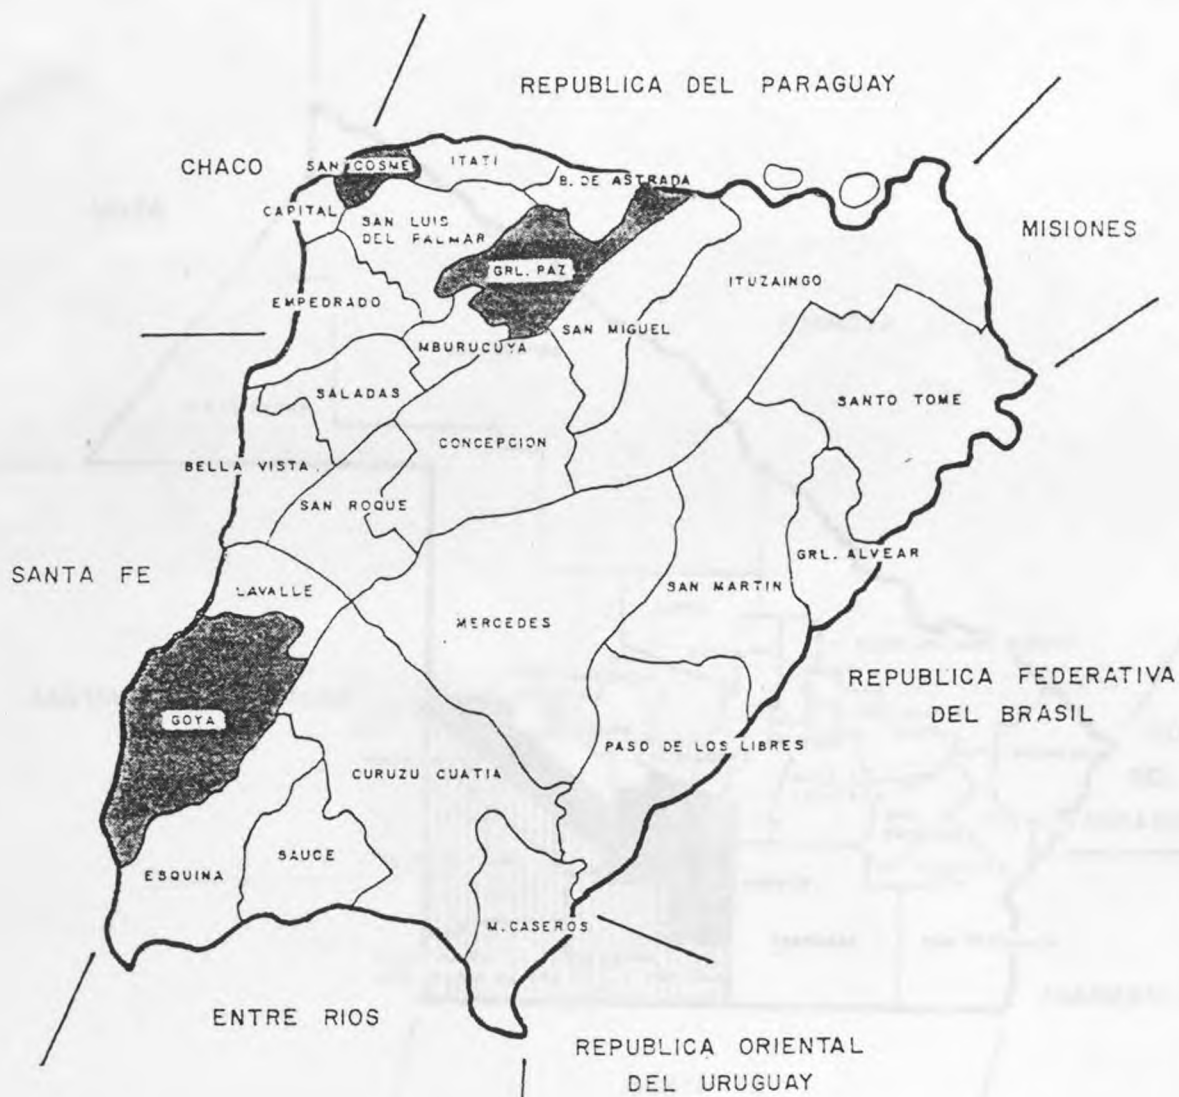 REPUBLICA DEL PARAGUAY
CHACO
SAN COSME
ITATI
B. DE ASTRADA
CAPITAL
SAN LUIS
DEL PALMAR
MISIONES
GRL. PAZ
ITUZAINGO
EMPEDRADO
SAN MIGUEL
MBURUCUYA
SALADAS
SANTO TOME
CONCEPCION
BELLA VISTA
SAN ROQUE
GRL. ALVEAR
SANTA FE
LAVALLE
SAN MARTIN
MERCEDES
REPUBLICA FEDERATIVA
DEL BRASIL
GOYA
PASO DE LOS LIBRES
CURUZU CUATIA
SAUCE
ESQUINA
M. CASEROS
ENTRE RIOS
REPUBLICA ORIENTAL
DEL URUGUAY